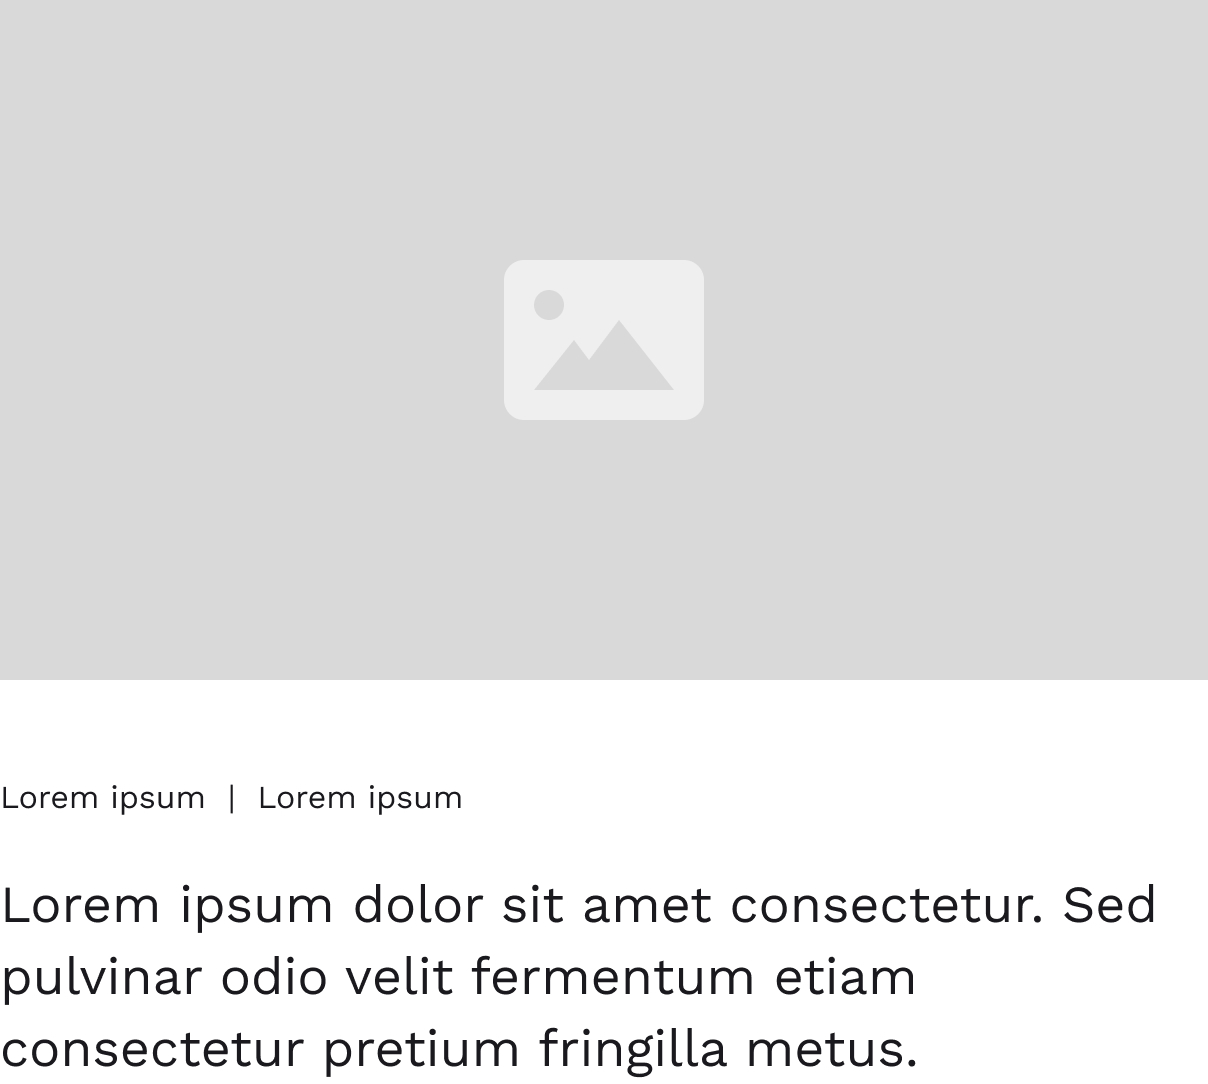 Lorem ipsum | Lorem ipsum
Lorem ipsum dolor sit amet consectetur. Sed
pulvinar odio velit fermentum etiam
consectetur pretium fringilla metus.